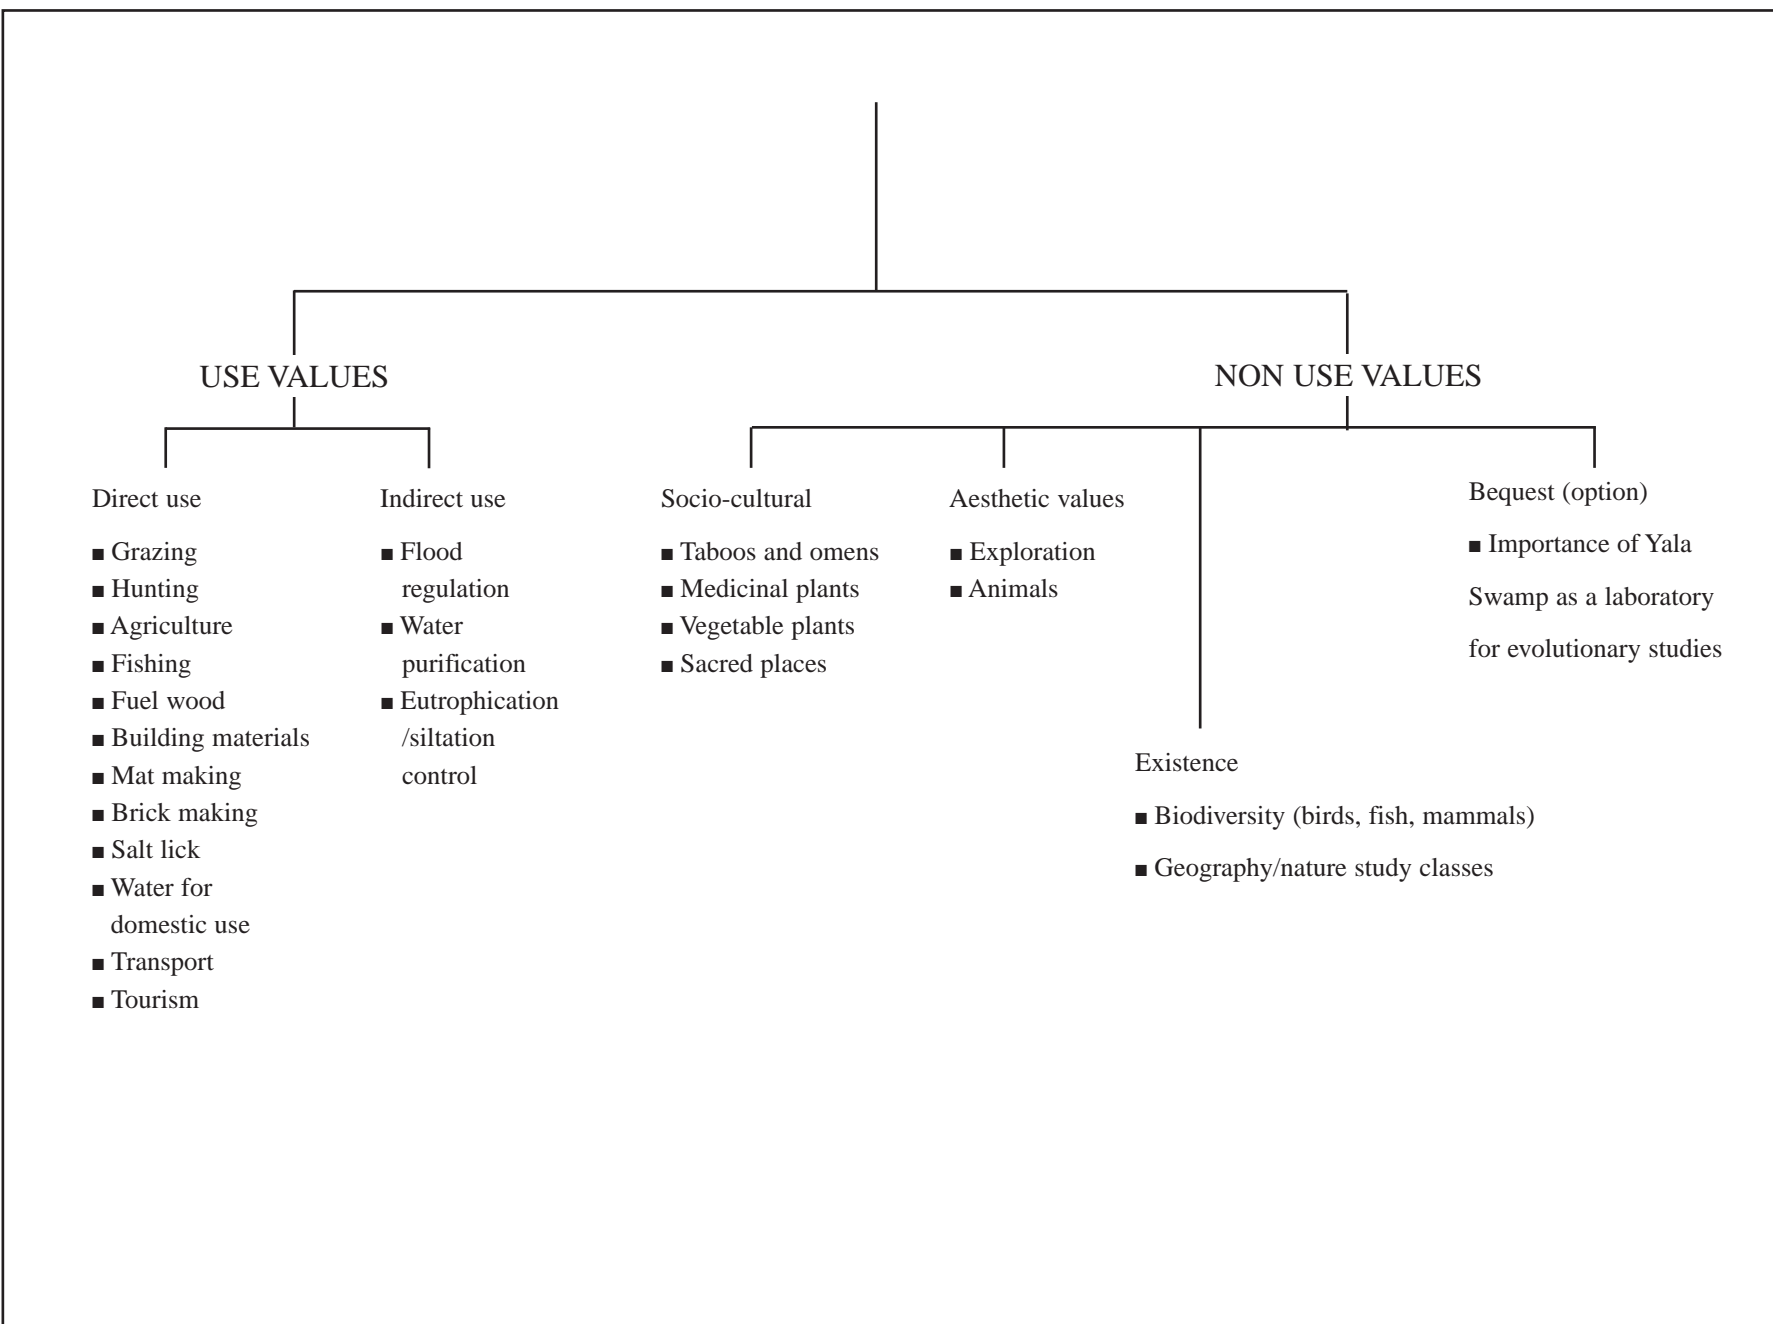 USE VALUES
NON USE VALUES
Direct use
■ Grazing
■ Hunting
■ Agriculture
■ Fishing
■ Fuel wood
■ Building materials
■ Mat making
■ Brick making
■ Salt lick
■ Water for
domestic use
■ Transport
■ Tourism
Indirect use
■ Flood
regulation
■ Water
purification
■ Eutrophication
/siltation
control
Socio-cultural
■ Taboos and omens
■ Medicinal plants
■ Vegetable plants
■ Sacred places
Aesthetic values
■ Exploration
■ Animals
Existence
■ Biodiversity (birds, fish, mammals)
■ Geography/nature study classes
Bequest (option)
■ Importance of Yala
Swamp as a laboratory
for evolutionary studies